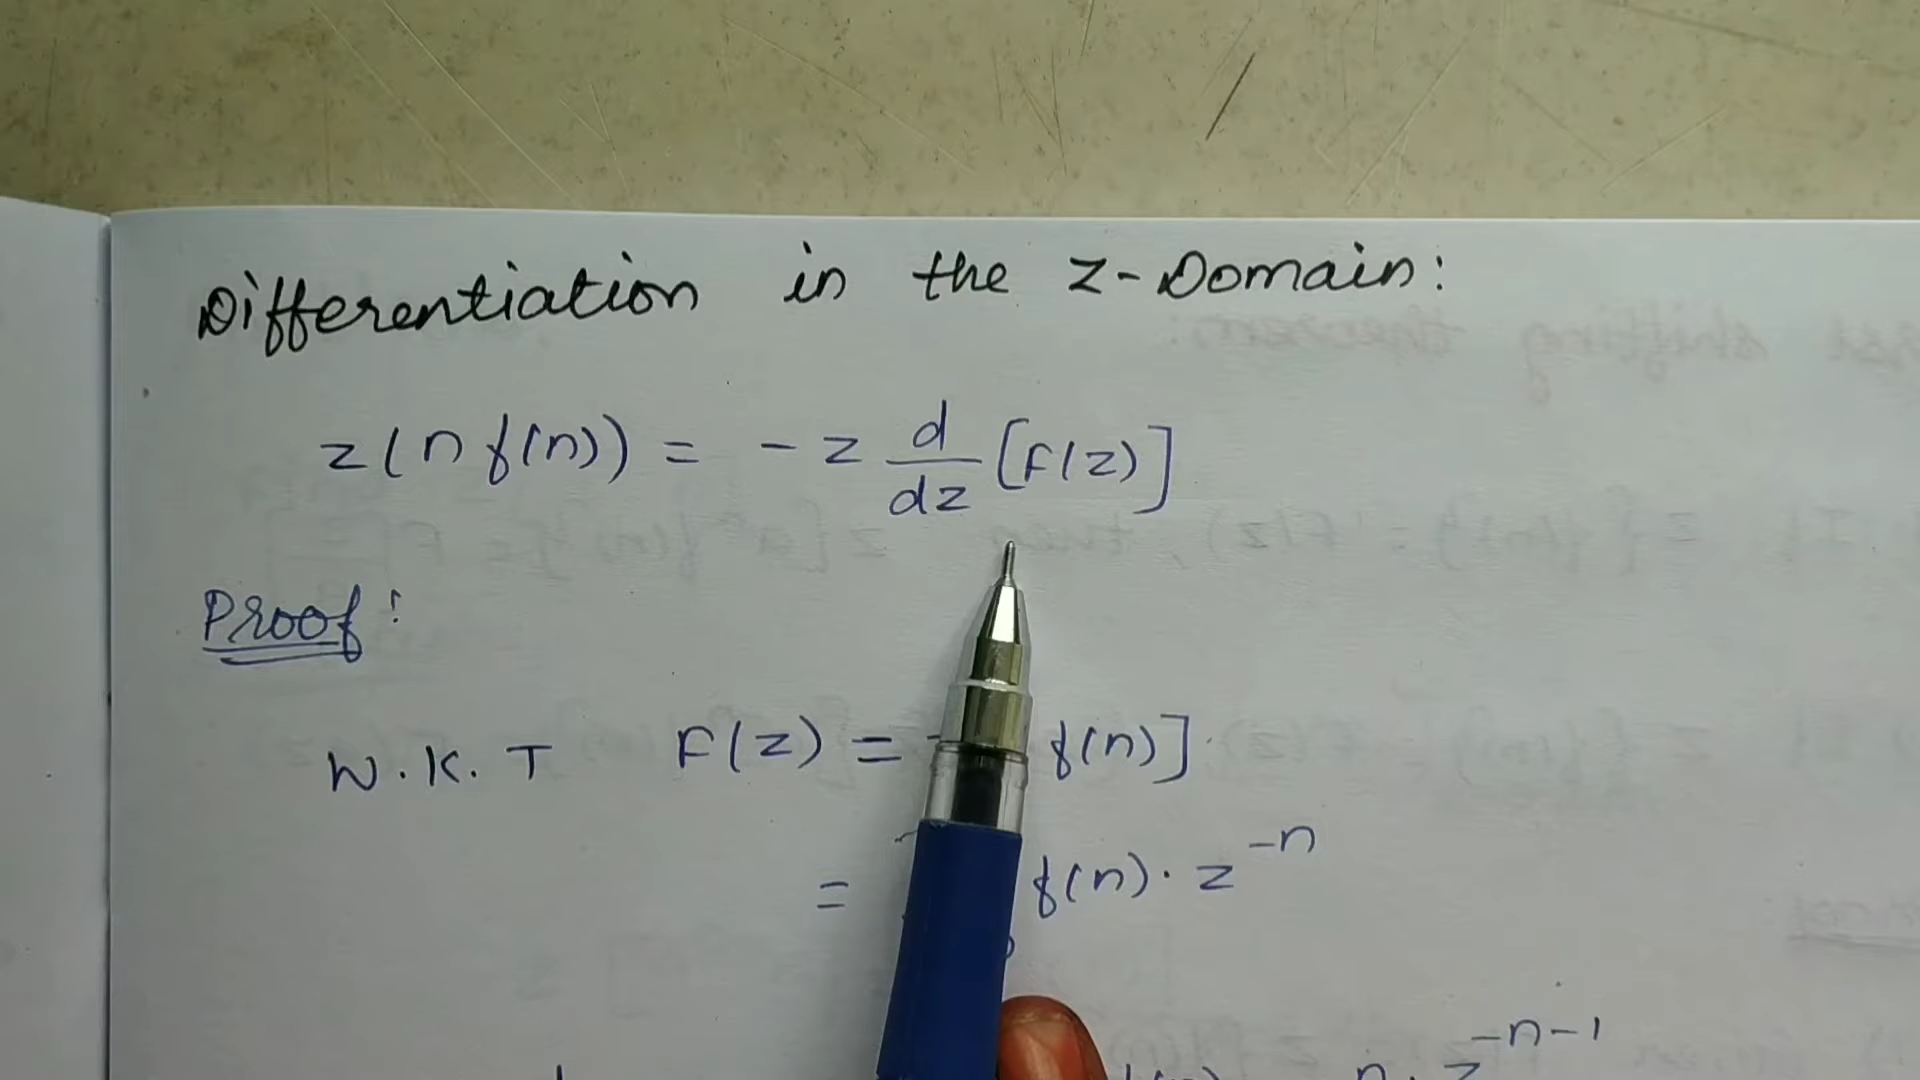 Differentiation in the Z-Domain:
z(n f(n)) = -z d/dz [F(z)]
Proof:
W.K.T F(z) = f(n)]
= f(n). z^-n
n. z^-n-1